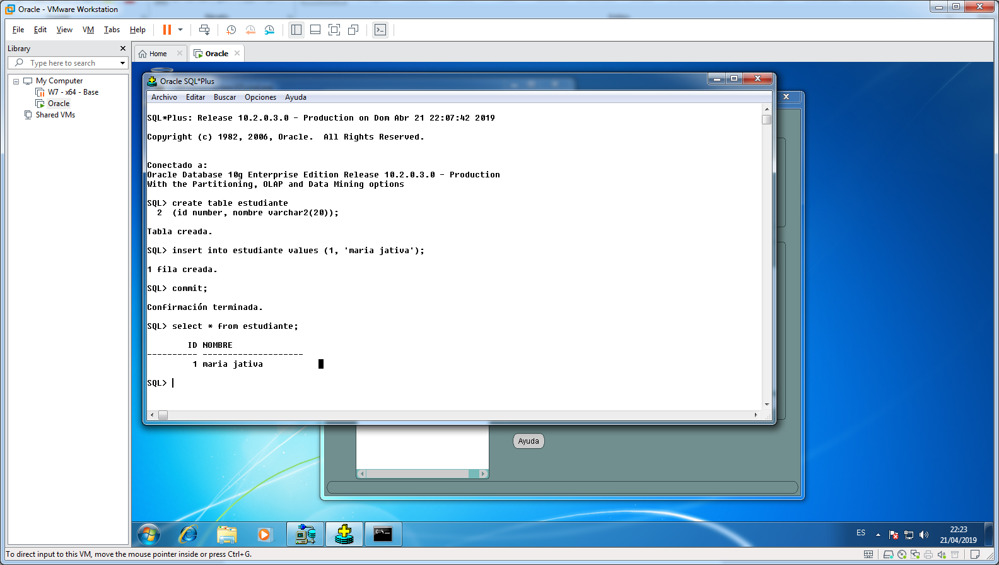 Oracle - VMware Workstation
File Edit View VM Tabs Help
Library
Type here to search
My Computer
W7 - x64 - Base
Oracle
Shared VMs
Home
Oracle
Oracle SQL*Plus
Archivo Editar Buscar Opciones Ayuda
SQL*Plus: Release 10.2.0.3.0 - Production on Dom Abr 21 22:07:42 2019
Copyright (c) 1982, 2006, Oracle.  All Rights Reserved.
Conectado a:
Oracle Database 10g Enterprise Edition Release 10.2.0.3.0 - Production
With the Partitioning, OLAP and Data Mining options
SQL> create table estudiante
  2  (id number, nombre varchar2(20));
Tabla creada.
SQL> insert into estudiante values (1, 'maria jativa');
1 fila creada.
SQL> commit;
Confirmación terminada.
SQL> select * from estudiante;
        ID NOMBRE
---------- --------------------
         1 maria jativa
SQL>
Ayuda
C:\
ES
22:23
21/04/2019
To direct input to this VM, move the mouse pointer inside or press Ctrl+G.